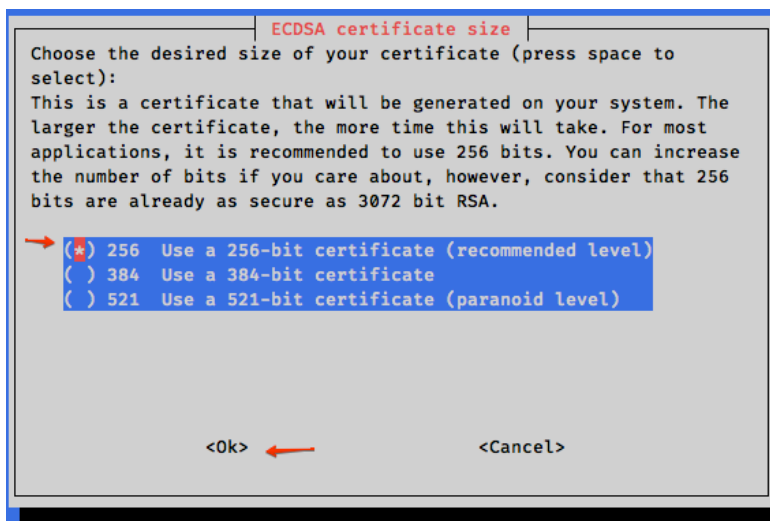 ECDSA certificate size
Choose the desired size of your certificate (press space to
select):
This is a certificate that will be generated on your system. The
larger the certificate, the more time this will take. For most
applications, it is recommended to use 256 bits. You can increase
the number of bits if you care about, however, consider that 256
bits are already as secure as 3072 bit RSA.
(*) 256 Use a 256-bit certificate (recommended level)
( ) 384 Use a 384-bit certificate
( ) 521 Use a 521-bit certificate (paranoid level)
<Ok> <Cancel>